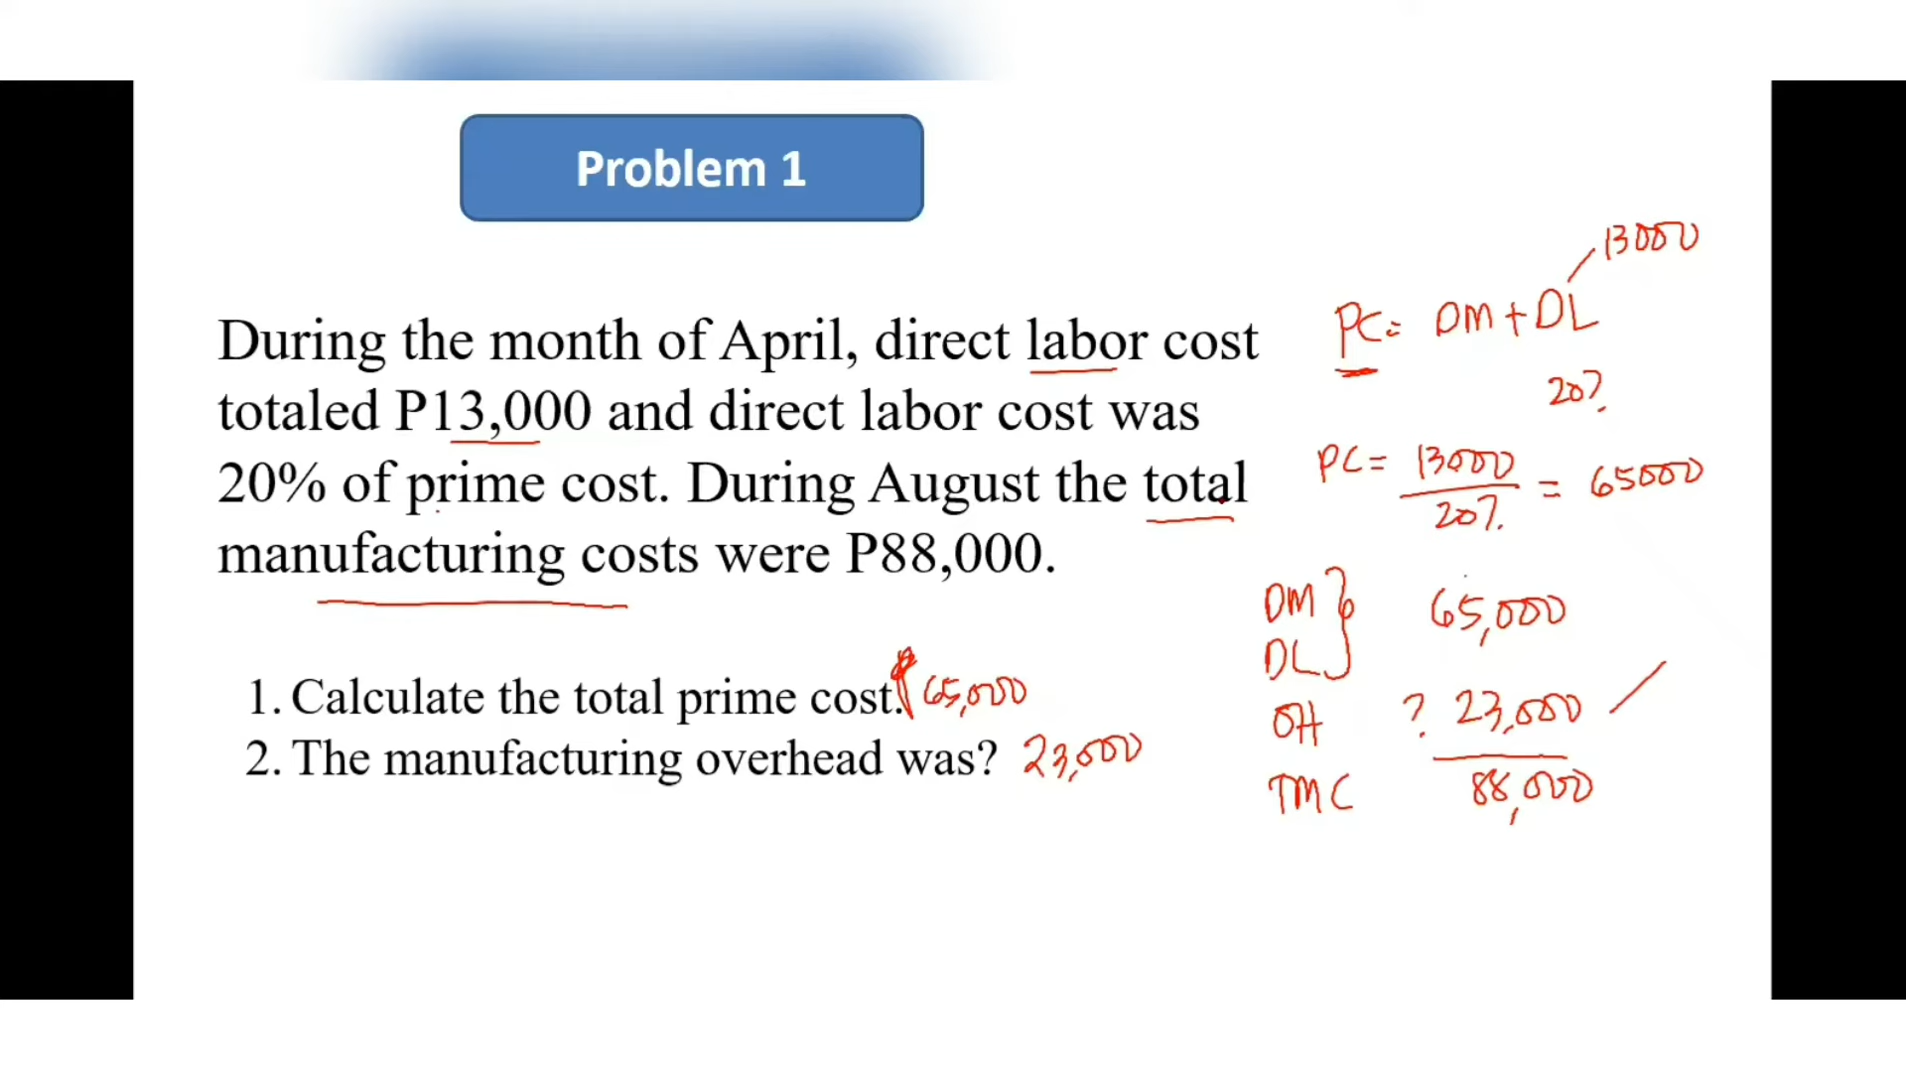 Problem 1
During the month of April, direct labor cost
totaled P13,000 and direct labor cost was
20% of prime cost. During August the total
manufacturing costs were P88,000.
1. Calculate the total prime cost. 65,000
2. The manufacturing overhead was? 23,000
13000
PC= DM+DL
20%
PC = 13000
20%
= 65000
DM } 65,000
DL
OH ? 23,000
TMC 88,000